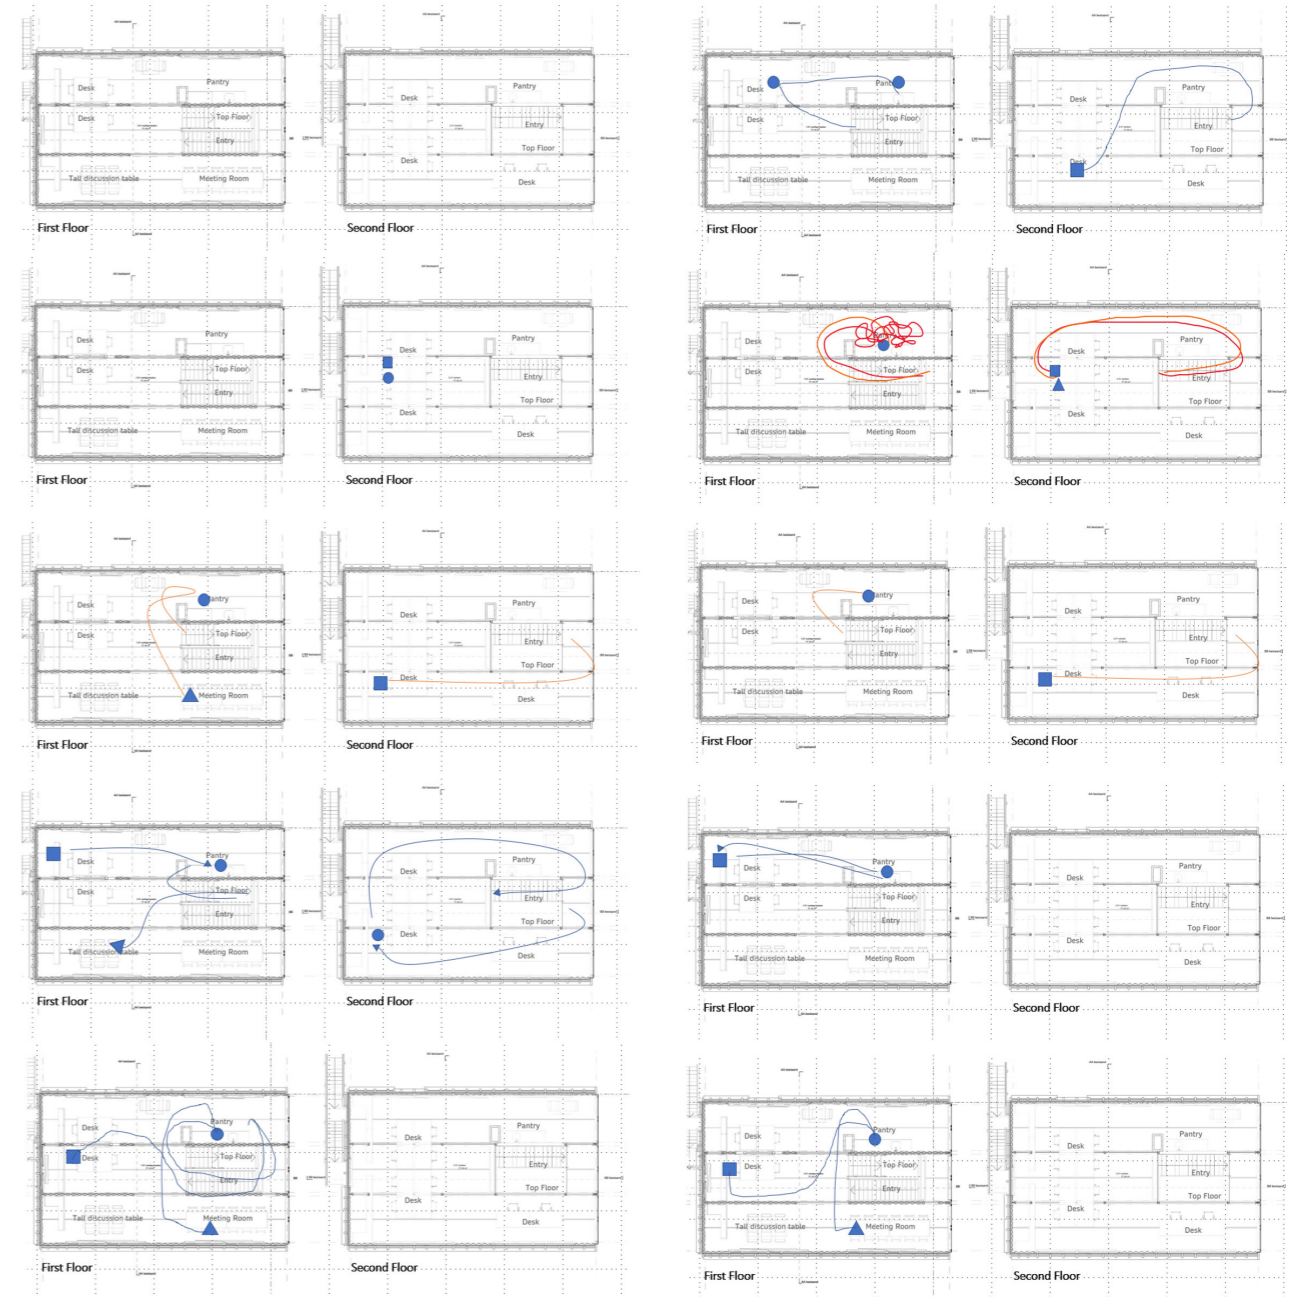 Pantry
Desk
Desk
Top Floor
Entry
Tall discussion table
Meeting Room
First Floor
Pantry
Desk
Entry
Top Floor
Desk
Desk
Second Floor
Pantry
Desk
Top Floor
Entry
Tall discussion table
Meeting Room
First Floor
Pantry
Desk
Entry
Top Floor
Desk
Desk
Second Floor
Pantry
Desk
Desk
Top Floor
Entry
Tall discussion table
Meeting Room
First Floor
Pantry
Desk
Entry
Top Floor
Desk
Desk
Second Floor
Desk
Desk
Top Floor
Entry
Tall discussion table
Meeting Room
First Floor
Pantry
Desk
Entry
Top Floor
Desk
Desk
Second Floor
Pantry
Desk
Desk
Top Floor
Entry
Tall discussion table
Meeting Room
First Floor
Pantry
Desk
Entry
Top Floor
Desk
Desk
Second Floor
Pantry
Desk
Desk
Top Floor
Entry
Tall discussion table
Meeting Room
First Floor
Pantry
Desk
Entry
Top Floor
Desk
Desk
Second Floor
Pantry
Desk
Desk
Top Floor
Entry
Tall discussion table
Meeting Room
First Floor
Pantry
Entry
Top Floor
Desk
Desk
Second Floor
Pantry
Desk
Desk
Top Floor
Entry
Tall discussion table
Meeting Room
First Floor
Pantry
Desk
Entry
Top Floor
Desk
Desk
Second Floor
Pantry
Desk
Desk
Top Floor
Entry
Tall discussion table
Meeting Room
First Floor
Pantry
Desk
Entry
Top Floor
Desk
Desk
Second Floor
Pantry
Desk
Desk
Top Floor
Entry
Tall discussion table
Meeting Room
First Floor
Pantry
Desk
Entry
Top Floor
Desk
Desk
Second Floor